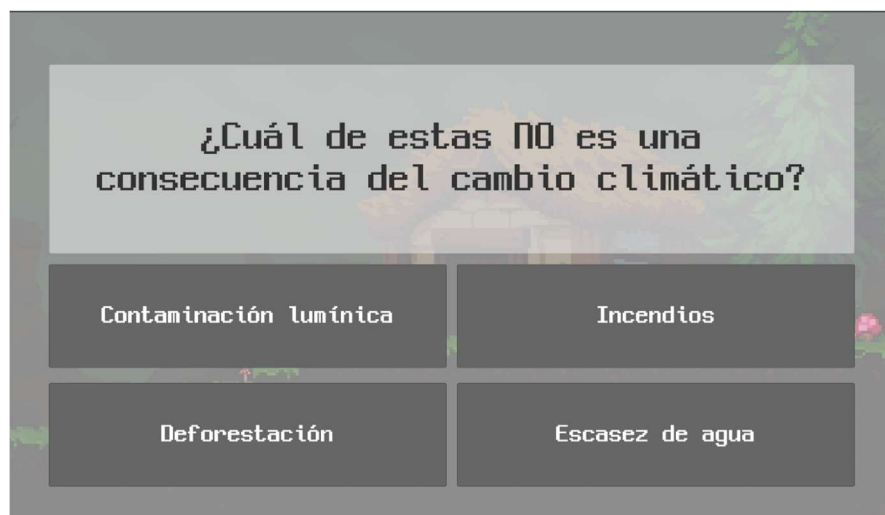 ¿Cuál de estas NO es una
consecuencia del cambio climático?
Contaminación lumínica
Incendios
Deforestación
Escasez de agua